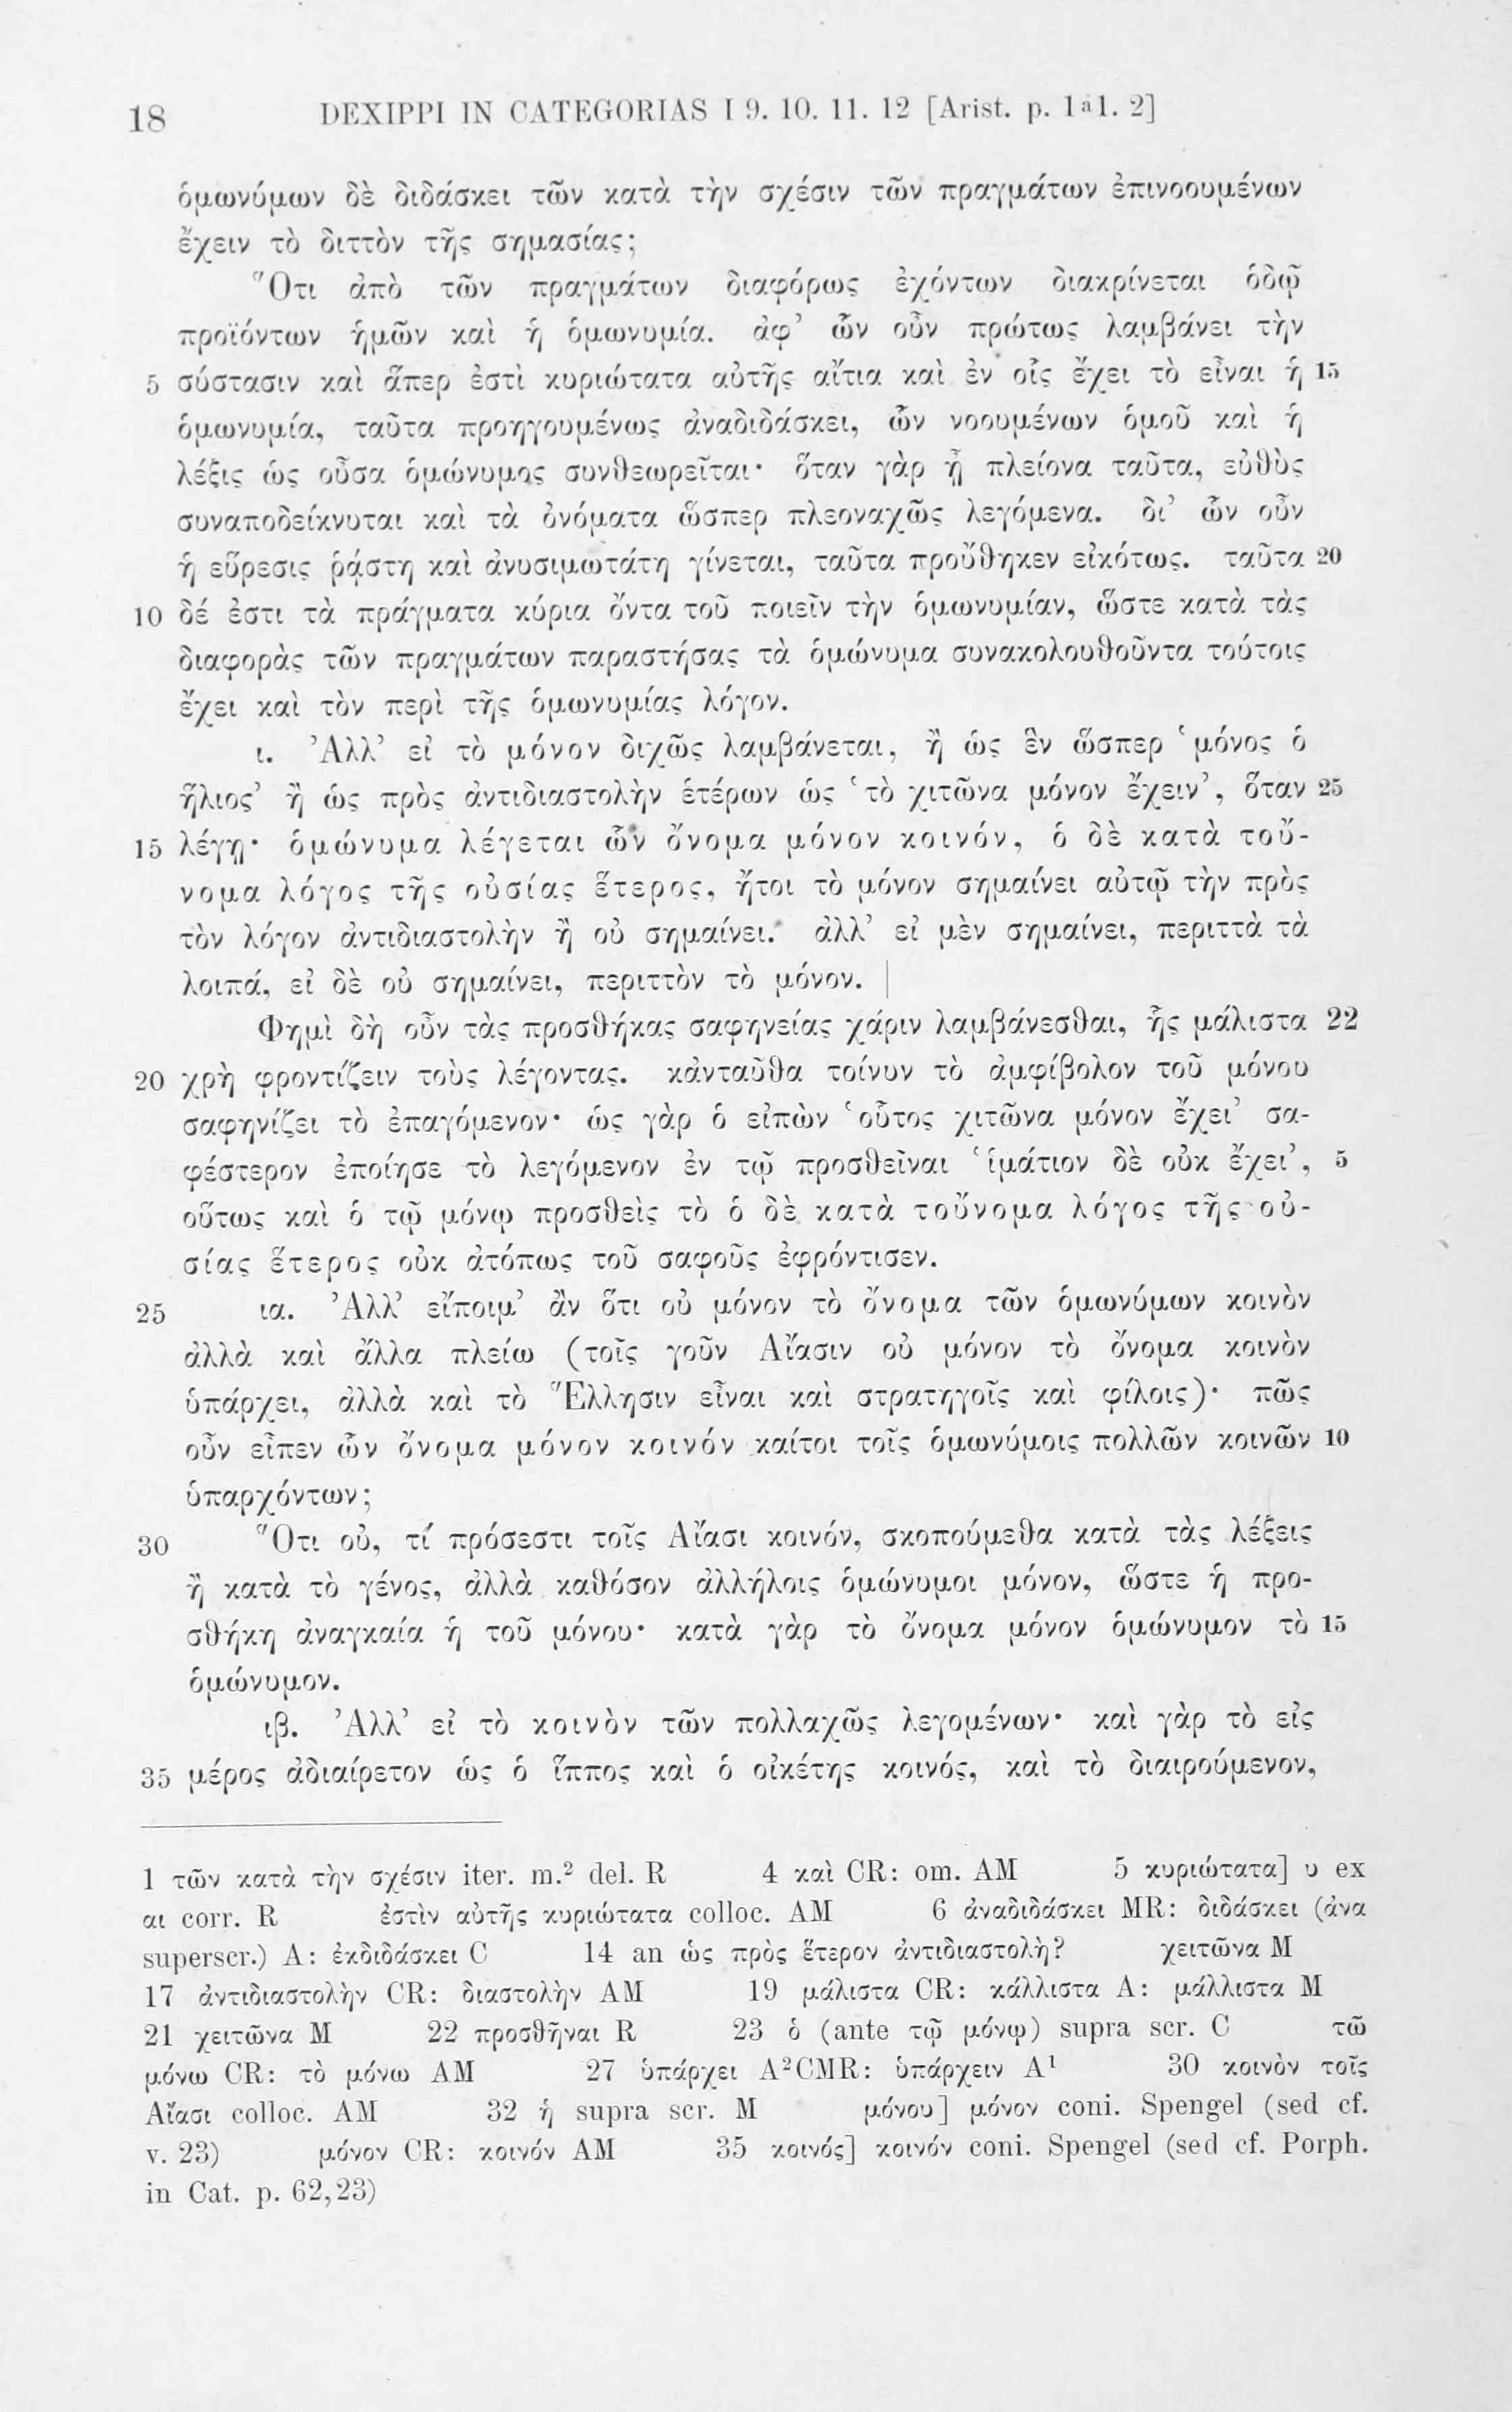 18 DEXIPPI IN CATEGORIAS I 9. 10. 11. 12 [Arist. p. 1a1. 2]
ὁμωνύμων δὲ διδάσκει τῶν κατὰ τὴν σχέσιν τῶν πραγμάτων ἐπινοουμένων
ἔχειν τὸ διττὸν τῆς σημασίας;
Ὅτι ἀπὸ τῶν πραγμάτων διαφόρως ἐχόντων διακρίνεται ὁδῷ
προϊόντων ἡμῶν καὶ ἡ ὁμωνυμία. ἀφ’ ὧν οὖν πρώτως λαμβάνει τὴν
5 σύστασιν καὶ ἅπερ ἐστὶ κυριώτατα αὐτῆς αἴτια καὶ ἐν οἷς ἔχει τὸ εἶναι ἡ 15
ὁμωνυμία, ταῦτα προηγουμένως ἀναδιδάσκει, ὧν νοουμένων ὁμοῦ καὶ ἡ
λέξις ὡς οὖσα ὁμώνυμος συνθεωρεῖται· ὅταν γὰρ ᾖ πλείονα ταῦτα, εὐθὺς
συναποδείκνυται καὶ τὰ ὀνόματα ὥσπερ πλεοναχῶς λεγόμενα. δι’ ὧν οὖν
ἡ εὕρεσις ῥᾴστη καὶ ἀνυσιμωτάτη γίνεται, ταῦτα προὔθηκεν εἰκότως. ταῦτα 20
10 δέ ἐστι τὰ πράγματα κύρια ὄντα τοῦ ποιεῖν τὴν ὁμωνυμίαν, ὥστε κατὰ τὰς
διαφορὰς τῶν πραγμάτων παραστήσας τὰ ὁμώνυμα συνακολουθοῦντα τούτοις
ἔχει καὶ τὸν περὶ τῆς ὁμωνυμίας λόγον.
ι. Ἀλλ’ εἰ τὸ μόνον διχῶς λαμβάνεται, ἢ ὡς ἓν ὥσπερ ‘μόνος ὁ
ἥλιος’ ἢ ὡς πρὸς ἀντιδιαστολὴν ἑτέρων ὡς ‘τὸ χιτῶνα μόνον ἔχειν’, ὅταν 25
15 λέγῃ· ὁμώνυμα λέγεται ὧν ὄνομα μόνον κοινόν, ὁ δὲ κατὰ τοὔ-
νομα λόγος τῆς οὐσίας ἕτερος, ἤτοι τὸ μόνον σημαίνει αὐτῷ τὴν πρὸς
τὸν λόγον ἀντιδιαστολὴν ἢ οὐ σημαίνει. ἀλλ’ εἰ μὲν σημαίνει, περιττὰ τὰ
λοιπά, εἰ δὲ οὐ σημαίνει, περιττὸν τὸ μόνον. |
Φημὶ δὴ οὖν τὰς προσθήκας σαφηνείας χάριν λαμβάνεσθαι, ἧς μάλιστα 22
20 χρὴ φροντίζειν τοὺς λέγοντας. κἀνταῦθα τοίνυν τὸ ἀμφίβολον τοῦ μόνου
σαφηνίζει τὸ ἐπαγόμενον· ὡς γὰρ ὁ εἰπὼν ‘οὗτος χιτῶνα μόνον ἔχει’ σα-
φέστερον ἐποίησε τὸ λεγόμενον ἐν τῷ προσθεῖναι ‘ἱμάτιον δὲ οὐκ ἔχει’, 5
οὕτως καὶ ὁ τῷ μόνῳ προσθεὶς τὸ ὁ δὲ κατὰ τοὔνομα λόγος τῆς οὐ-
σίας ἕτερος οὐκ ἀτόπως τοῦ σαφοῦς ἐφρόντισεν.
25 ια. Ἀλλ’ εἴποιμ’ ἂν ὅτι οὐ μόνον τὸ ὄνομα τῶν ὁμωνύμων κοινὸν
ἀλλὰ καὶ ἄλλα πλείω (τοῖς γοῦν Αἴασιν οὐ μόνον τὸ ὄνομα κοινὸν
ὑπάρχει, ἀλλὰ καὶ τὸ Ἕλλησιν εἶναι καὶ στρατηγοῖς καὶ φίλοις)· πῶς
οὖν εἶπεν ὧν ὄνομα μόνον κοινόν καίτοι τοῖς ὁμωνύμοις πολλῶν κοινῶν 10
ὑπαρχόντων;
30 Ὅτι οὐ, τί πρόσεστι τοῖς Αἴασι κοινόν, σκοπούμεθα κατὰ τὰς λέξεις
ἢ κατὰ τὸ γένος, ἀλλὰ καθόσον ἀλλήλοις ὁμώνυμοι μόνον, ὥστε ἡ προ-
σθήκη ἀναγκαία ἡ τοῦ μόνου· κατὰ γὰρ τὸ ὄνομα μόνον ὁμώνυμον τὸ 15
ὁμώνυμον.
ιβ. Ἀλλ’ εἰ τὸ κοινὸν τῶν πολλαχῶς λεγομένων· καὶ γὰρ τὸ εἰς
35 μέρος ἀδιαίρετον ὡς ὁ ἵππος καὶ ὁ οἰκέτης κοινός, καὶ τὸ διαιρούμενον,
1 τῶν κατὰ τὴν σχέσιν iter. m.² del. R 4 καὶ CR: om. AM 5 κυριώτατα] υ ex
αι corr. R ἐστὶν αὐτῆς κυριώτατα colloc. AM 6 ἀναδιδάσκει MR: διδάσκει (ἀνα
superscr.) A: ἐκδιδάσκει C 14 an ὡς πρὸς ἕτερον ἀντιδιαστολὴ? χειτῶνα M
17 ἀντιδιαστολὴν CR: διαστολὴν AM 19 μάλιστα CR: κάλλιστα A: μάλλιστα M
21 χειτῶνα M 22 προσθῆναι R 23 ὁ (ante τῷ μόνῳ) supra scr. C τῶ
μόνω CR: τὸ μόνω AM 27 ὑπάρχει A²CMR: ὑπάρχειν A¹ 30 κοινὸν τοῖς
Αἴασι colloc. AM 32 ἡ supra scr. M μόνου] μόνον coni. Spengel (sed cf.
v. 23) μόνον CR: κοινόν AM 35 κοινός] κοινόν coni. Spengel (sed cf. Porph.
in Cat. p. 62,23)